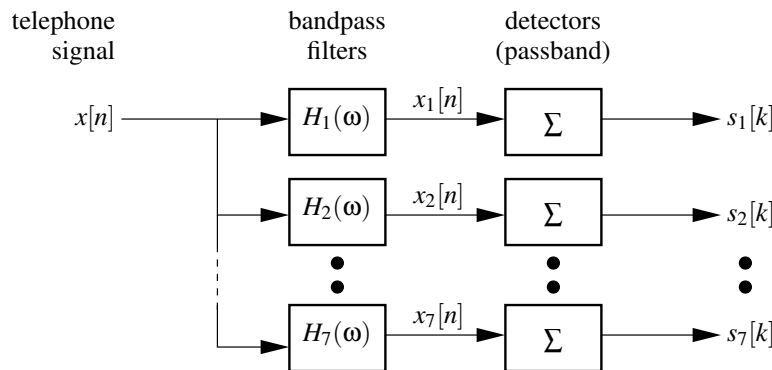 telephone signal
bandpass filters
detectors (passband)
x[n]
H₁(ω)
x₁[n]
Σ
s₁[k]
H₂(ω)
x₂[n]
Σ
s₂[k]
H₇(ω)
x₇[n]
Σ
s₇[k]